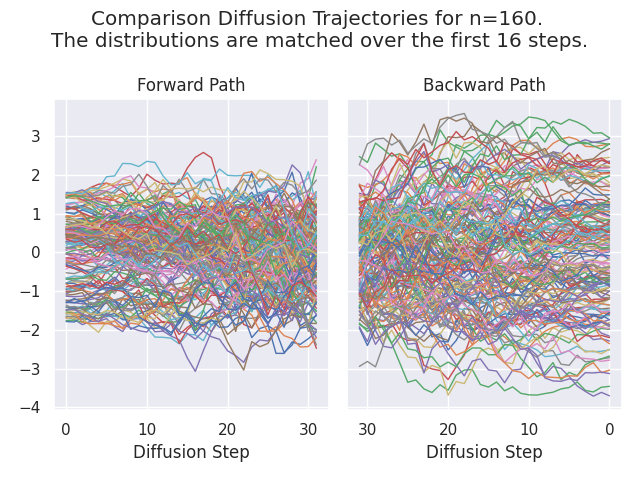 Comparison Diffusion Trajectories for n=160.
The distributions are matched over the first 16 steps.
Forward Path
Backward Path
3
2
1
0
−1
−2
−3
−4
0 10 20 30
30 20 10 0
Diffusion Step
Diffusion Step